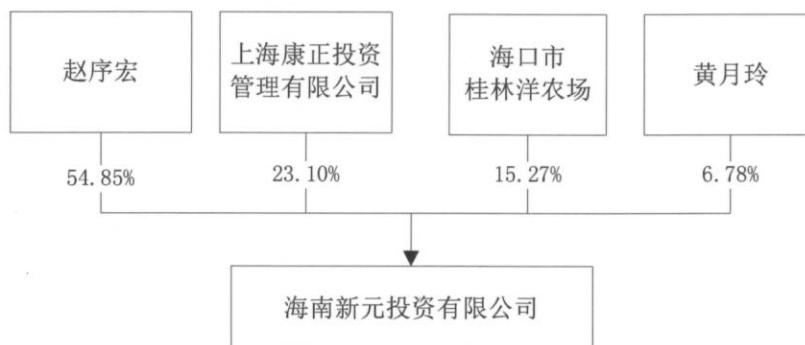 赵序宏
上海康正投资
管理有限公司
海口市
桂林洋农场
黄月玲
54.85%
23.10%
15.27%
6.78%
海南新元投资有限公司